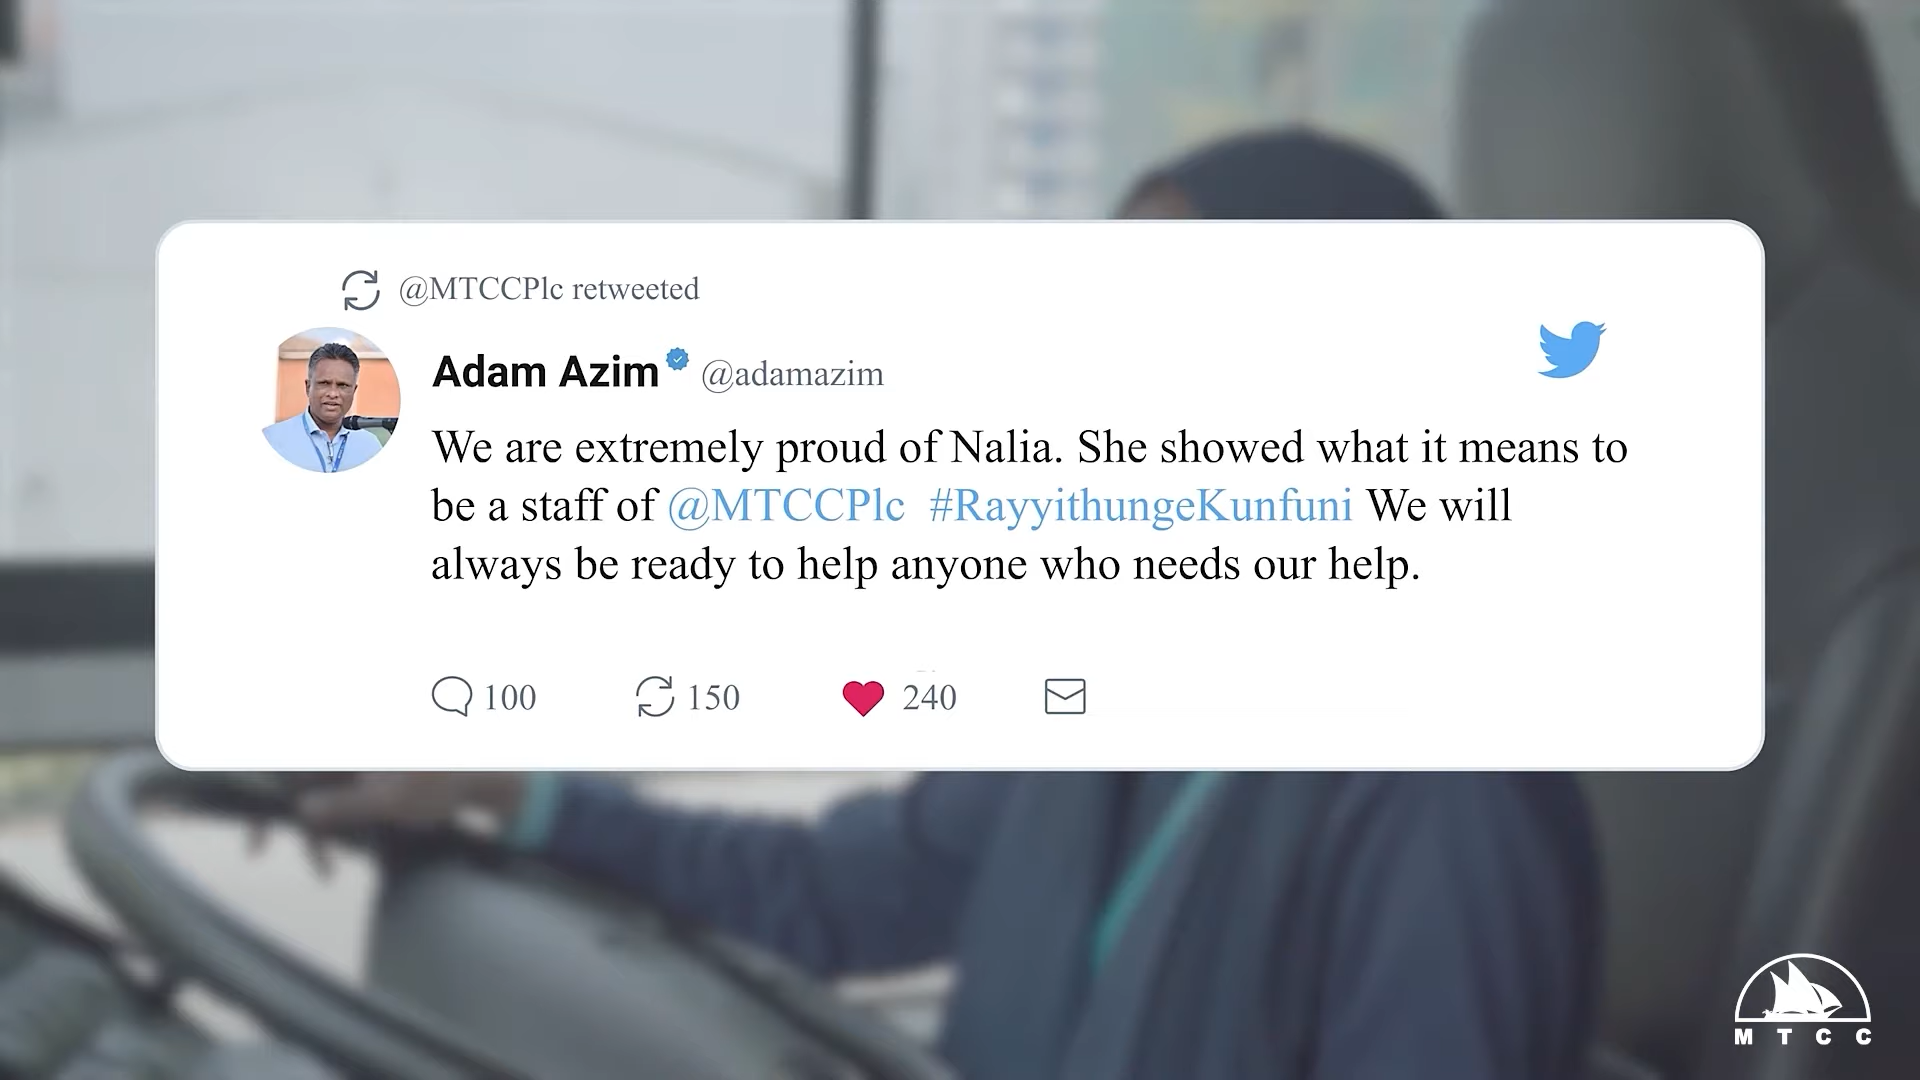 @MTCCPlc retweeted
Adam Azim @adamazim
We are extremely proud of Nalia. She showed what it means to
be a staff of @MTCCPlc #RayyithungeKunfuni We will
always be ready to help anyone who needs our help.
100 150 240
MTCC